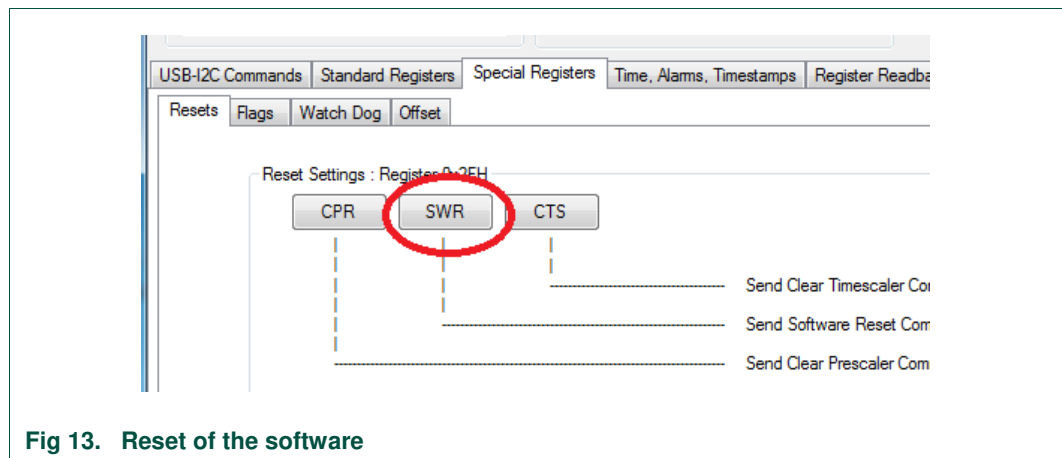 USB-I2C Commands Standard Registers Special Registers Time, Alarms, Timestamps Register Readba
Resets Flags Watch Dog Offset
Reset Settings : Register 0x2FH
CPR SWR CTS
Send Clear Timescaler Co
Send Software Reset Com
Send Clear Prescaler Com
Fig 13. Reset of the software